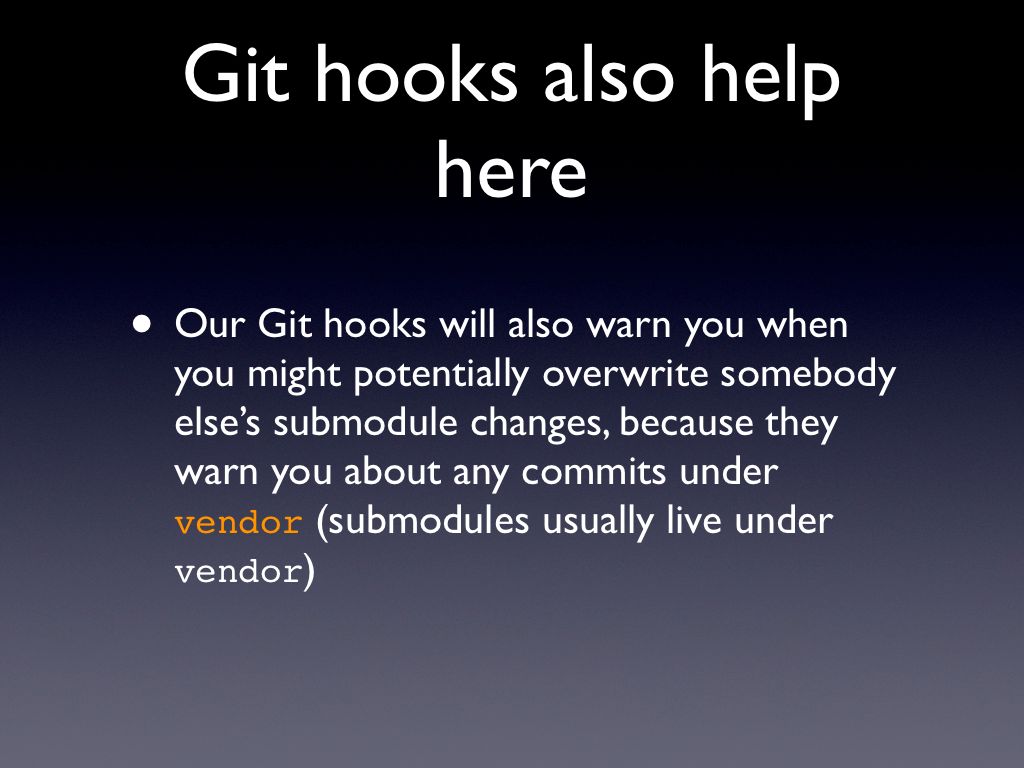 Git hooks also help
here
• Our Git hooks will also warn you when
you might potentially overwrite somebody
else’s submodule changes, because they
warn you about any commits under
vendor (submodules usually live under
vendor)